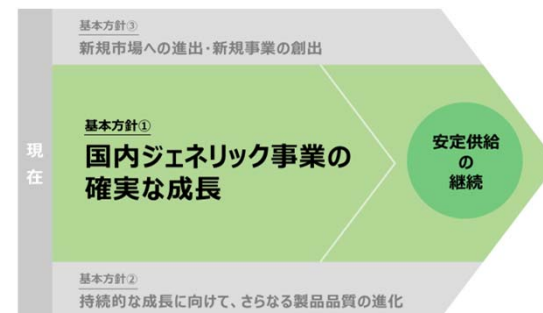 基本方針③
新規市場への進出・新規事業の創出
現在
基本方針①
国内ジェネリック事業の
確実な成長
安定供給
の
継続
基本方針②
持続的な成長に向けて、さらなる製品品質の進化